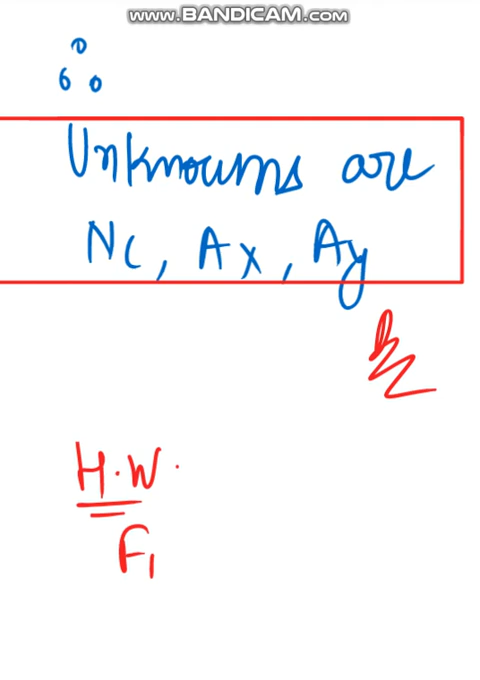 www.BANDICAM.com
∴
Unknowns are
Nc, Ax, Ay
H.W.
F1